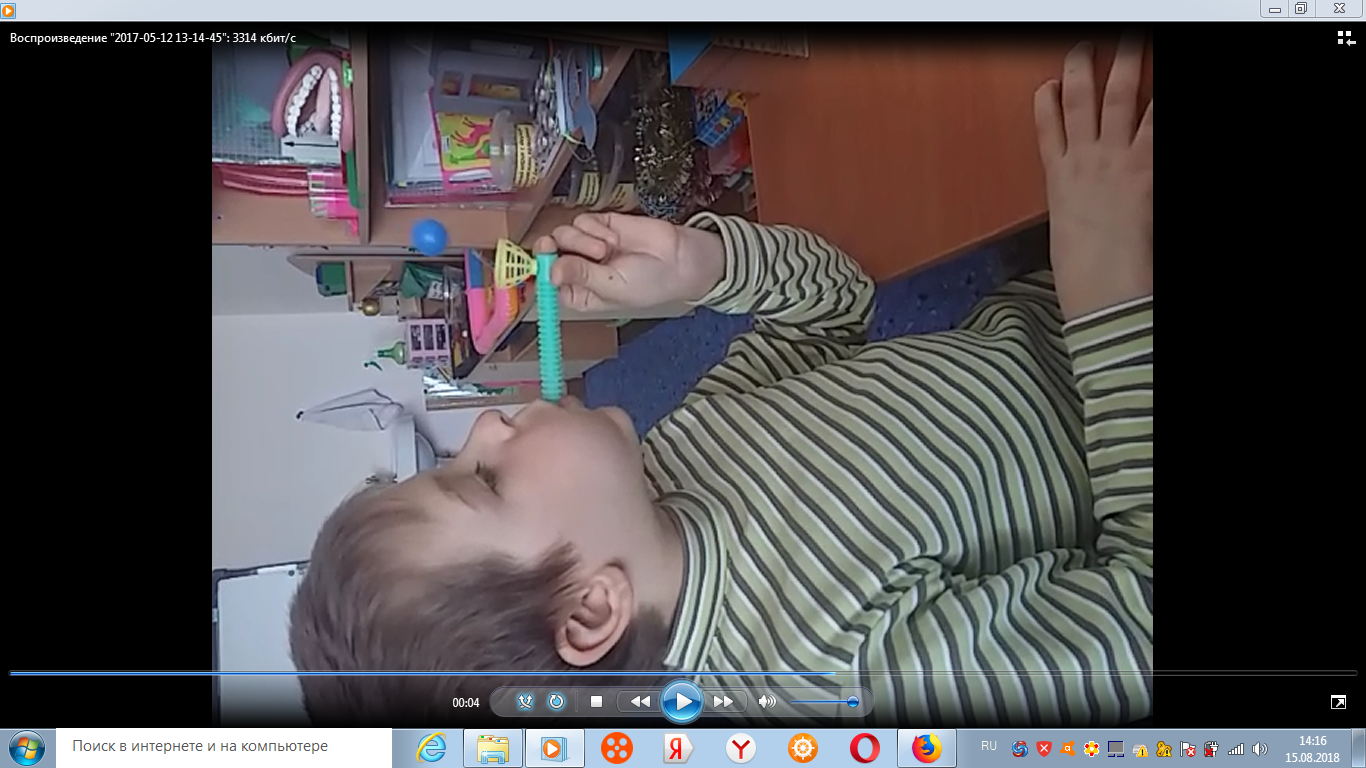 Воспроизведение "2017-05-12 13-14-45": 3314 кбит/с
00:04
Поиск в интернете и на компьютере
Я
Y
RU
14:16
15.08.2018